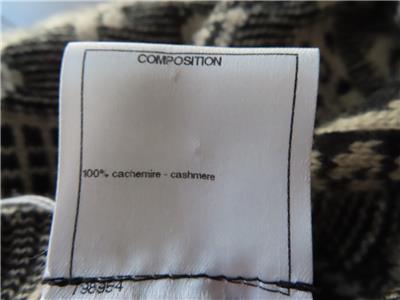 COMPOSITION
100% cachemire - cashmere